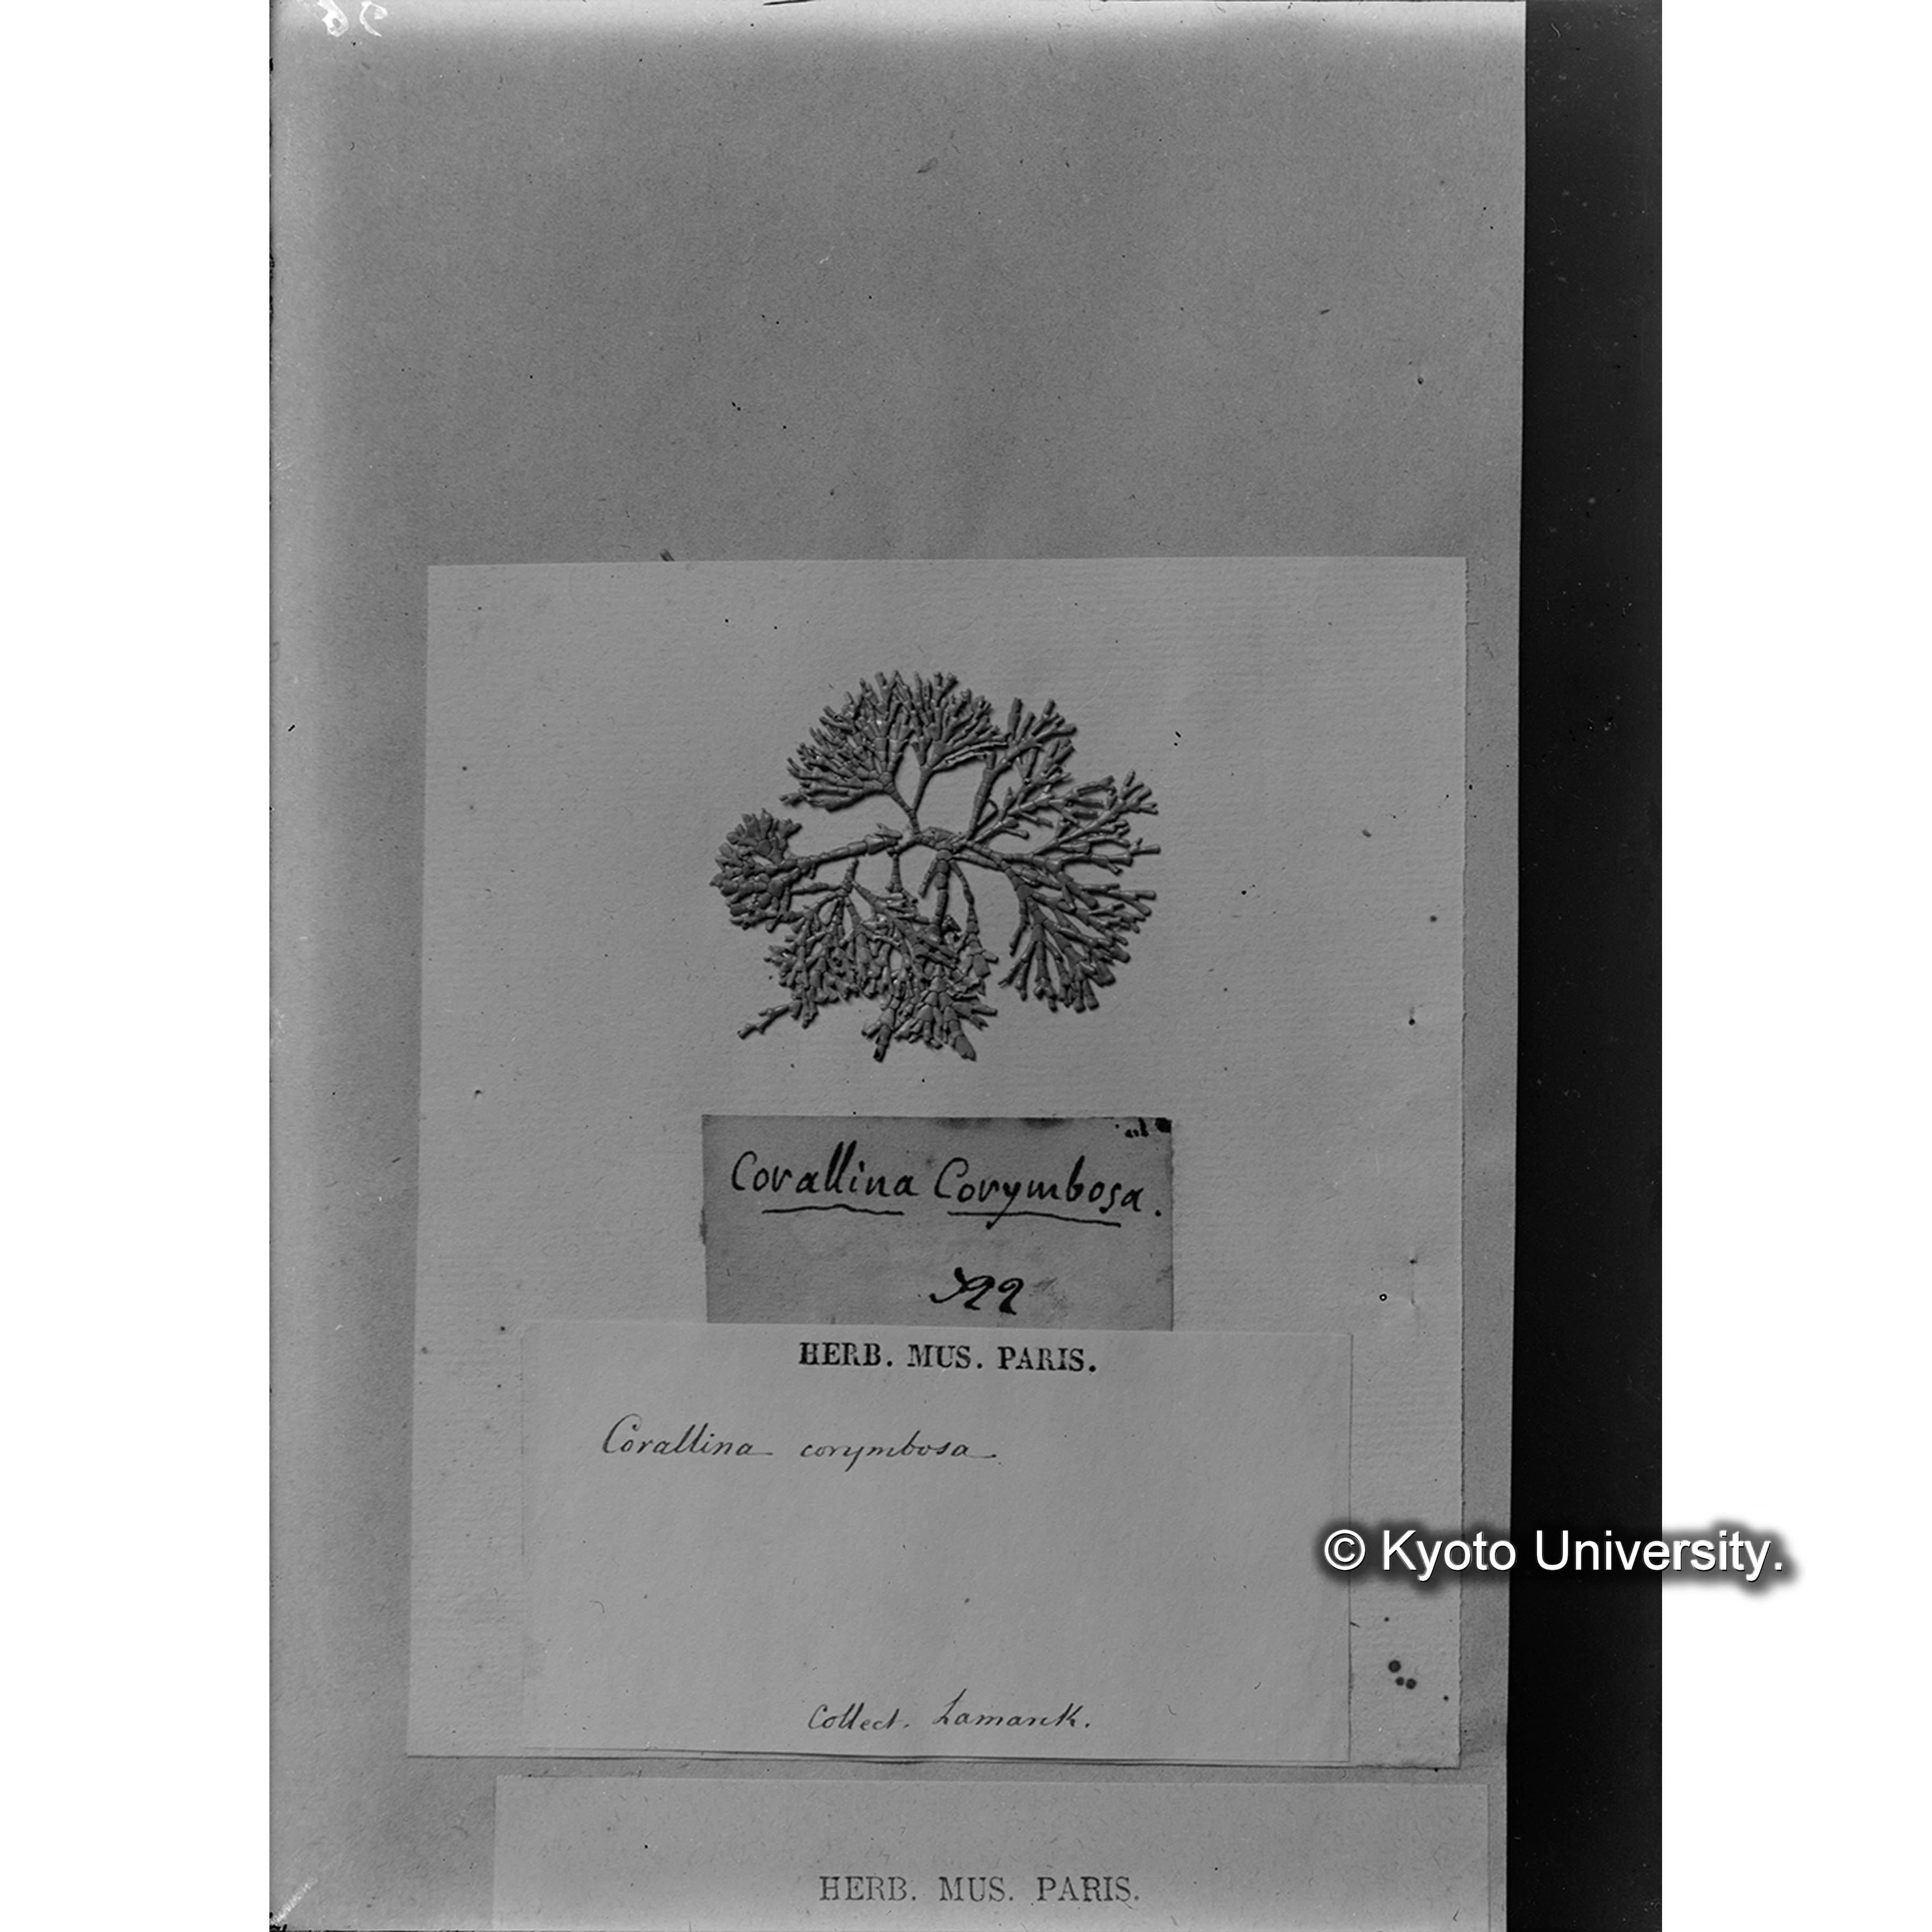 Corallina Corymbosa.
HERB. MUS. PARIS.
Corallina corymbosa.
Collect. Lamarck.
HERB. MUS. PARIS.
© Kyoto University.